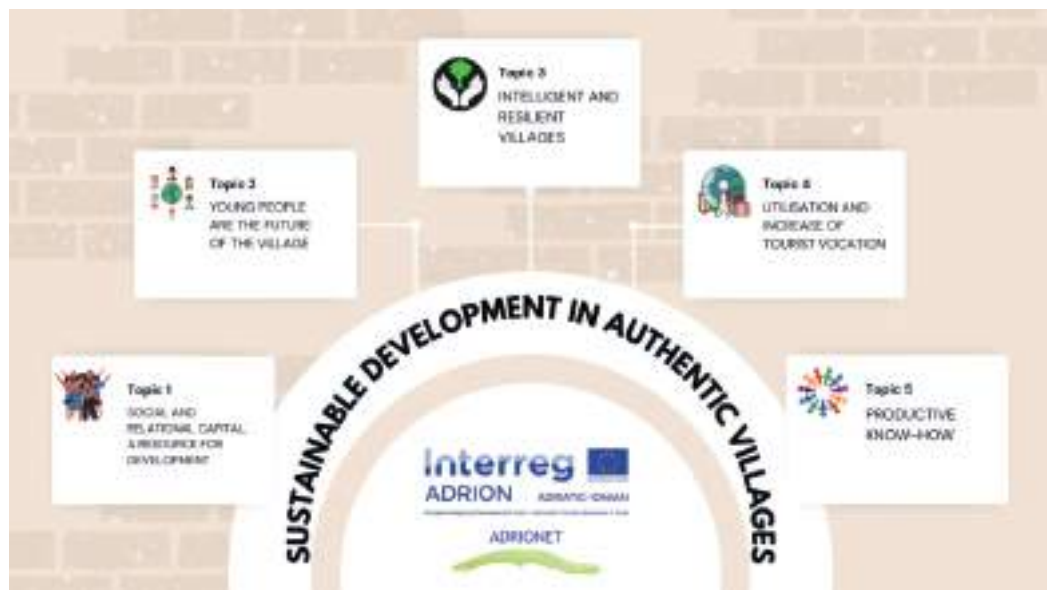 Topic 3
INTELLIGENT AND
RESILIENT
VILLAGES
Topic 2
YOUNG PEOPLE
ARE THE FUTURE
OF THE VILLAGE
Topic 4
UTILISATION AND
INCREASE OF
TOURIST VOCATION
SUSTAINABLE DEVELOPMENT IN AUTHENTIC VILLAGES
Topic 1
SOCIAL AND
RELATIONAL CAPITAL,
A RESOURCE FOR
DEVELOPMENT
Topic 5
PRODUCTIVE
KNOW-HOW
Interreg
ADRION ADRIATIC-IONIAN
ADRIONET